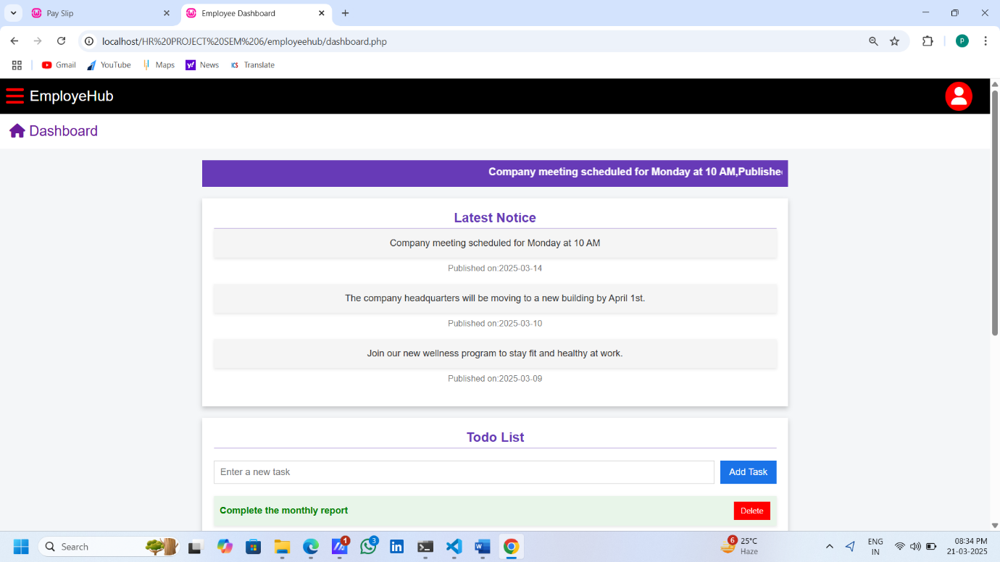 Pay Slip
Employee Dashboard
localhost/HR%20PROJECT%20SEM%206/employeehub/dashboard.php
P
Gmail
YouTube
Maps
y! News
ICS Translate
EmployeHub
Dashboard
Company meeting scheduled for Monday at 10 AM,Publishe
Latest Notice
Company meeting scheduled for Monday at 10 AM
Published on:2025-03-14
The company headquarters will be moving to a new building by April 1st.
Published on:2025-03-10
Join our new wellness program to stay fit and healthy at work.
Published on:2025-03-09
Todo List
Enter a new task
Add Task
Complete the monthly report
Delete
Search
1
3
6
25°C
Haze
ENG
IN
08:34 PM
21-03-2025